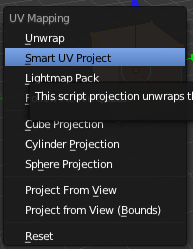 UV Mapping
Unwrap
Smart UV Project
Lightmap Pack
This script projection unwraps th
Cube Projection
Cylinder Projection
Sphere Projection
Project From View
Project from View (Bounds)
Reset